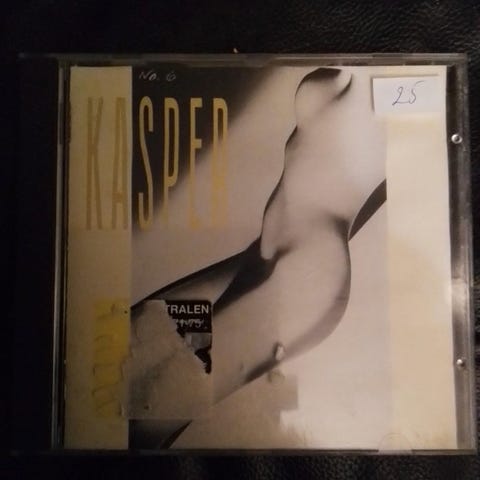 No. 6
25
KASPER
TRALEN